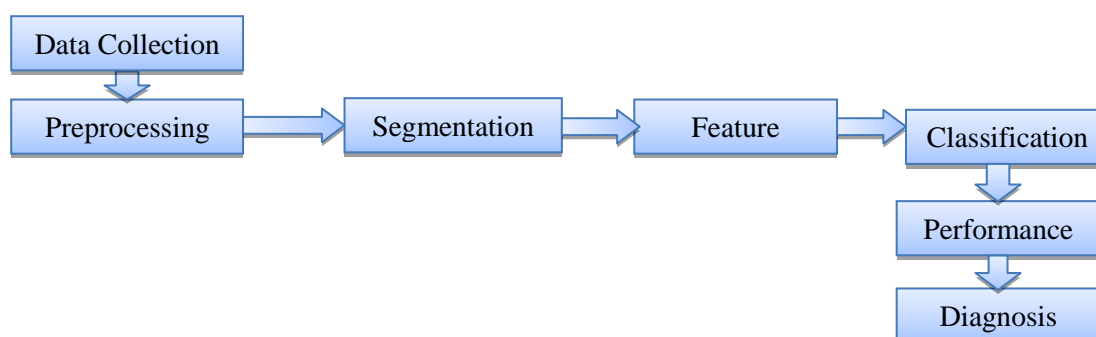 Data Collection
Preprocessing
Segmentation
Feature
Classification
Performance
Diagnosis